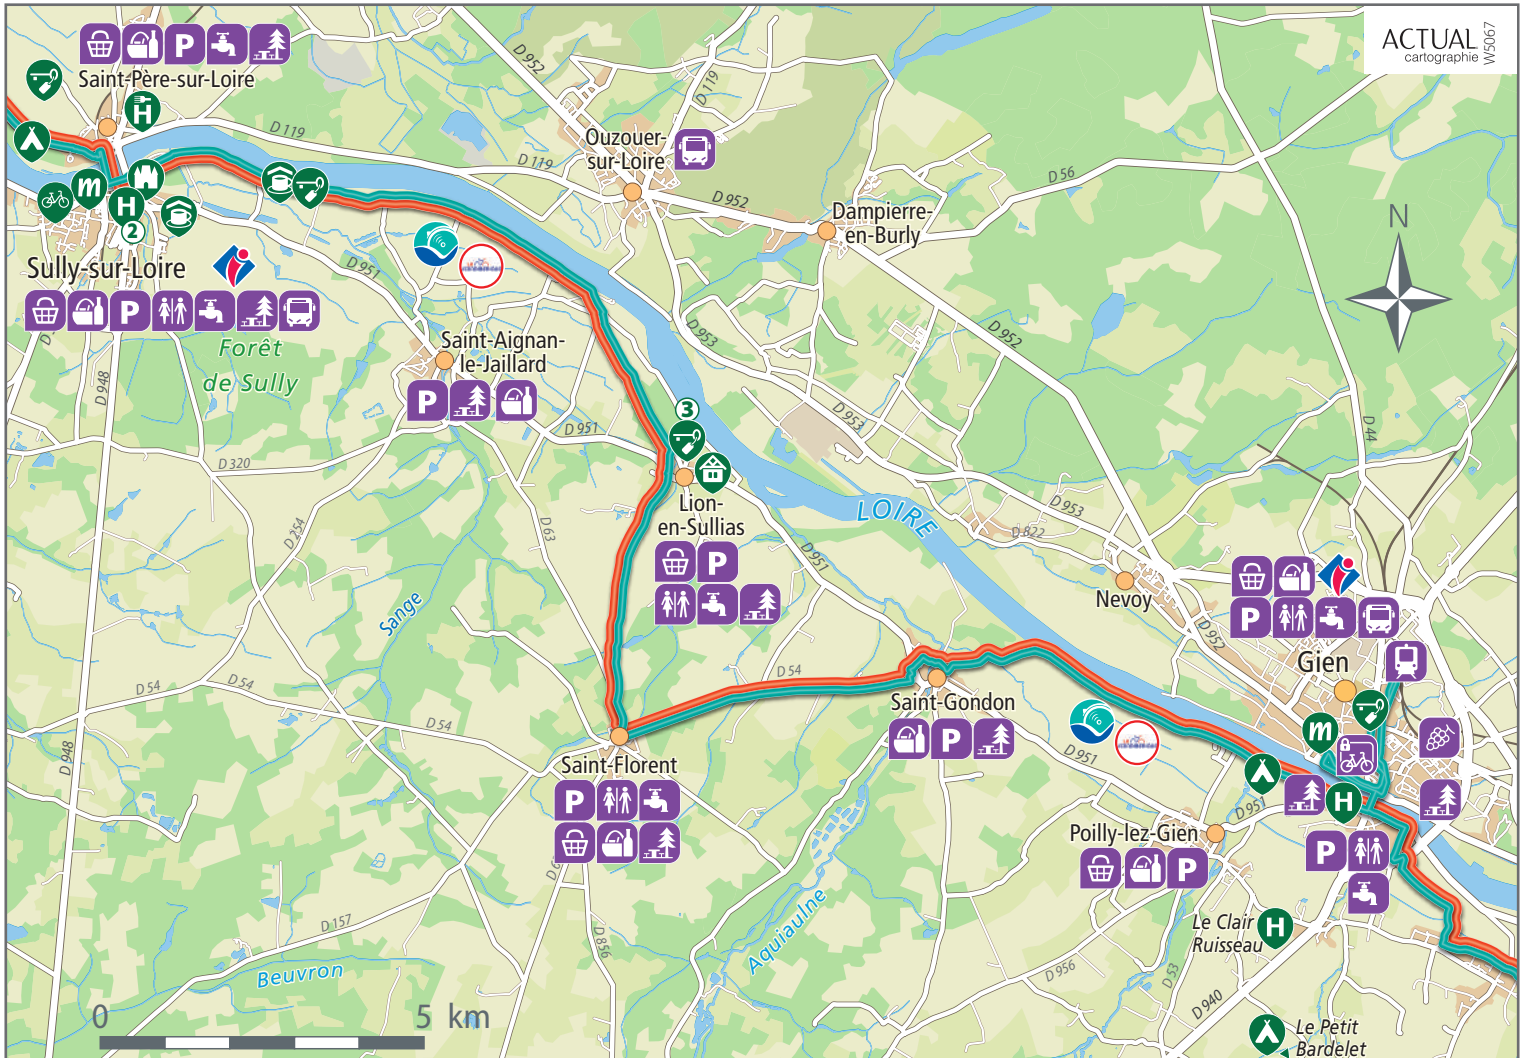 ACTUAL
cartographie
W5067
Saint-Père-sur-Loire
P
H
D 119
D 952
D 119
Ouzouer-
sur-Loire
D 119
D 952
D 56
Dampierre-
en-Burly
N
m
H
2
Sully-sur-Loire
P
D 951
Forêt
de Sully
D 948
Saint-Aignan-
le-Jaillard
P
D 953
D 952
D 953
D 44
3
D 951
D 320
Lion-
en-Sullias
P
LOIRE
D 254
D 63
D 951
D 953
D 822
Nevoy
D 952
P
Gien
Sange
D 54
D 54
D 54
D 54
D 948
Saint-Gondon
P
D 951
m
Saint-Florent
P
H
D 951
Poilly-lez-Gien
P
P
D 157
Beuvron
D 856
Aquiaulne
D 956
D 53
D 940
Le Clair
Ruisseau
H
Le Petit
Bardelet
0
5 km